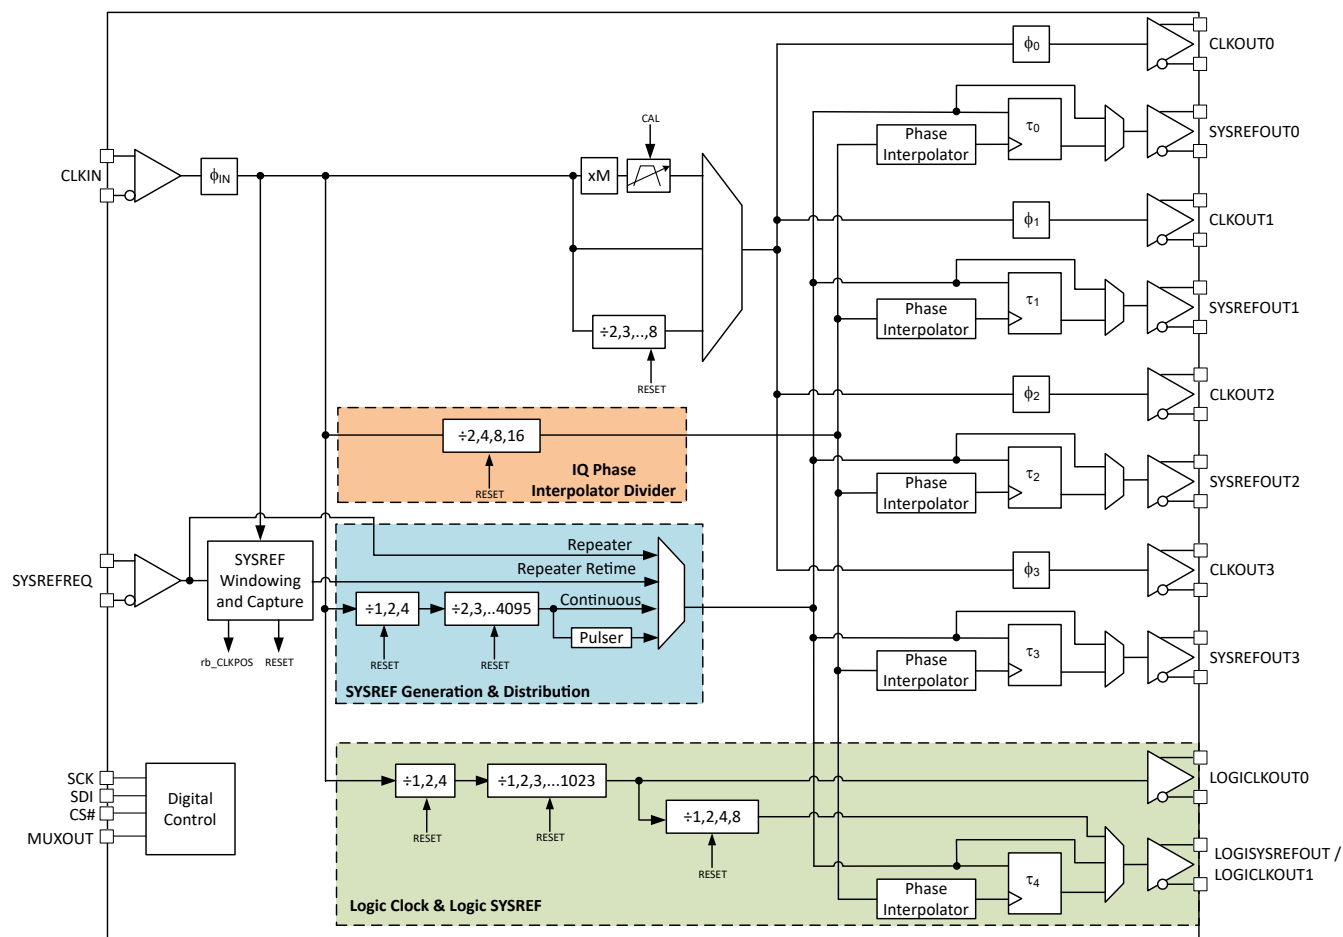 ϕ0
CLKOUT0
τ0
Phase
Interpolator
SYSREFOUT0
CAL
CLKIN
ϕIN
xM
ϕ1
CLKOUT1
τ1
Phase
Interpolator
SYSREFOUT1
÷2,3,..,8
RESET
ϕ2
CLKOUT2
÷2,4,8,16
RESET
IQ Phase
Interpolator Divider
τ2
Phase
Interpolator
SYSREFOUT2
SYSREFREQ
SYSREF
Windowing
and Capture
rb_CLKPOS
RESET
Repeater
Repeater Retime
÷1,2,4
÷2,3,..4095
Continuous
Pulser
RESET
RESET
SYSREF Generation & Distribution
ϕ3
CLKOUT3
τ3
Phase
Interpolator
SYSREFOUT3
SCK
SDI
CS#
MUXOUT
Digital
Control
÷1,2,4
÷1,2,3,...1023
RESET
RESET
÷1,2,4,8
RESET
LOGICLKOUT0
τ4
Phase
Interpolator
LOGISYSREFOUT /
LOGICLKOUT1
Logic Clock & Logic SYSREF